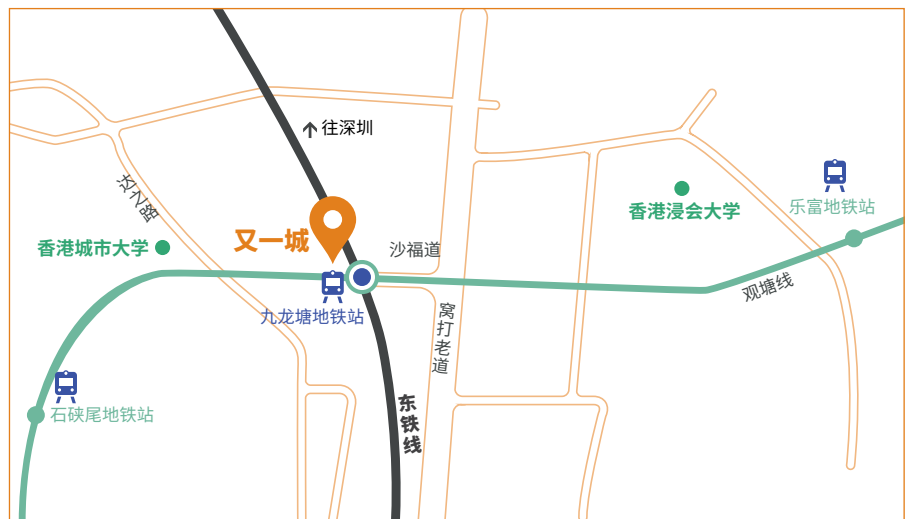 往深圳
达之路
香港浸会大学
乐富地铁站
又一城
香港城市大学
沙福道
观塘线
九龙塘地铁站
窝打老道
东铁线
石硖尾地铁站